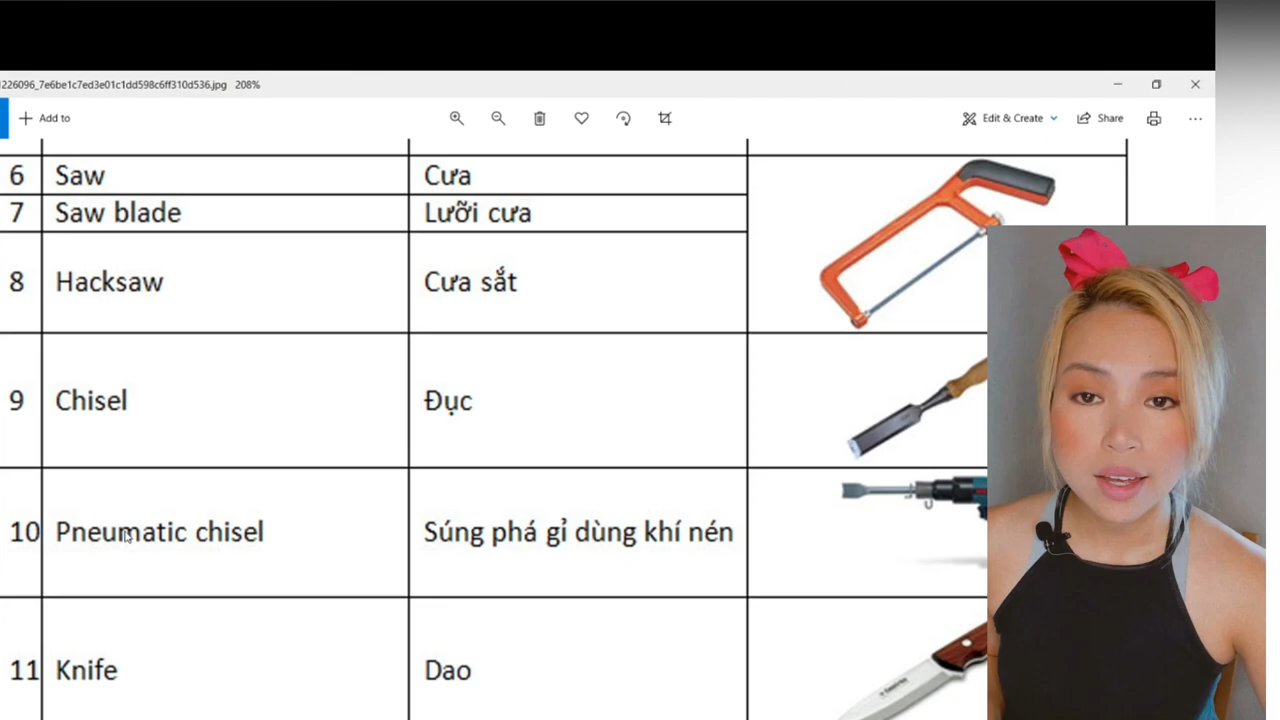 1226096_7e6be1c7ed3e01c1dd598c6ff310d536.jpg 208%
Add to
Edit & Create
Share
6 Saw Cưa
7 Saw blade Lưỡi cưa
8 Hacksaw Cưa sắt
9 Chisel Đục
10 Pneumatic chisel Súng phá gỉ dùng khí nén
11 Knife Dao